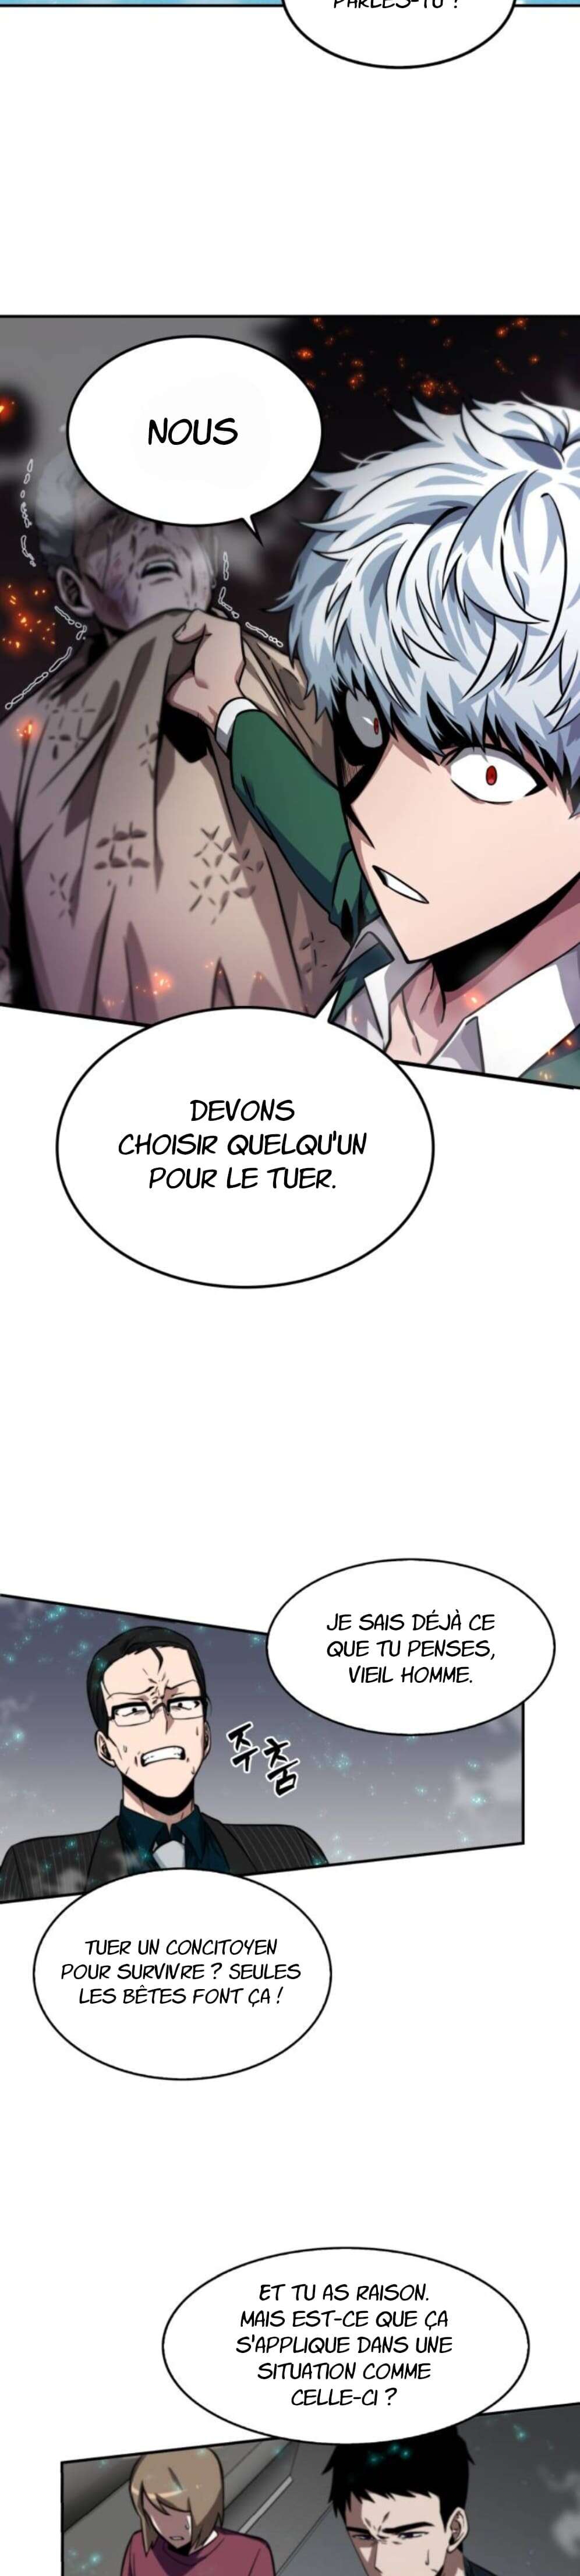 PARLES-TU ?
NOUS
DEVONS
CHOISIR QUELQU'UN
POUR LE TUER.
JE SAIS DÉJÀ CE
QUE TU PENSES,
VIEIL HOMME.
주춤
TUER UN CONCITOYEN
POUR SURVIVRE ? SEULES
LES BÊTES FONT ÇA !
ET TU AS RAISON.
MAIS EST-CE QUE ÇA
S'APPLIQUE DANS UNE
SITUATION COMME
CELLE-CI ?